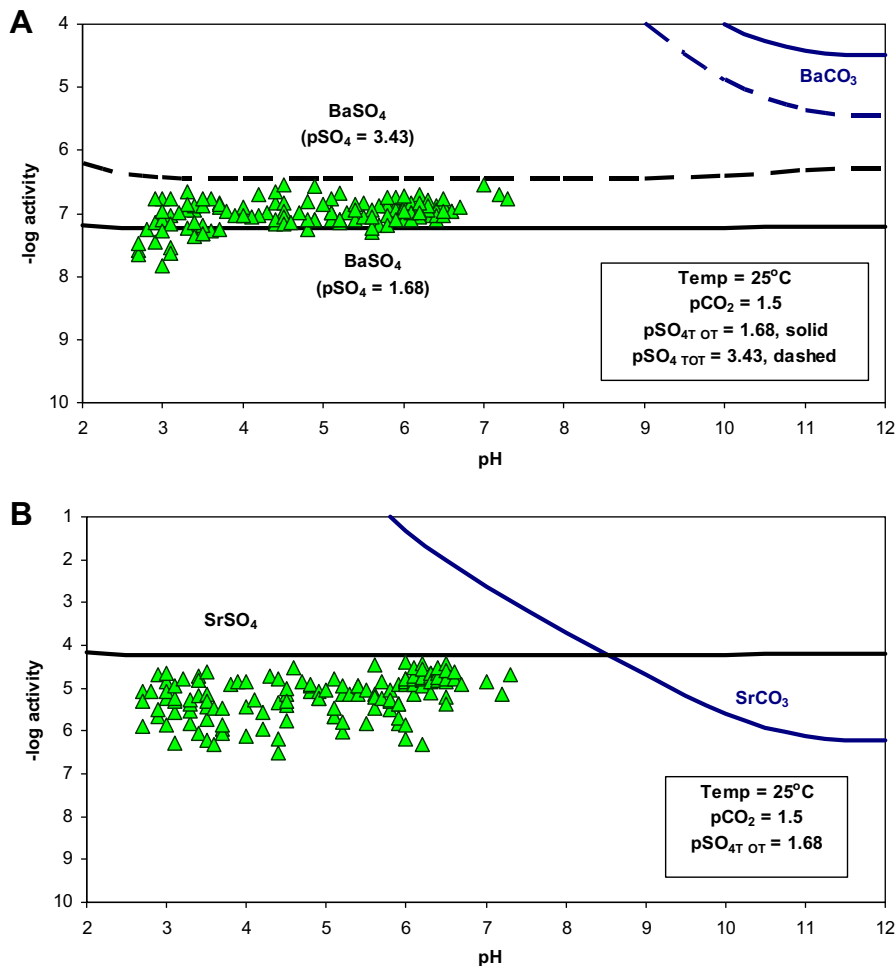 A
4
5
6
7
8
9
10
-log activity
BaCO3
BaSO4
(pSO4 = 3.43)
BaSO4
(pSO4 = 1.68)
Temp = 25oC
pCO2 = 1.5
pSO4T OT = 1.68, solid
pSO4 TOT = 3.43, dashed
2 3 4 5 6 7 8 9 10 11 12
pH
B
1
2
3
4
5
6
7
8
9
10
-log activity
SrSO4
SrCO3
Temp = 25oC
pCO2 = 1.5
pSO4T OT = 1.68
2 3 4 5 6 7 8 9 10 11 12
pH